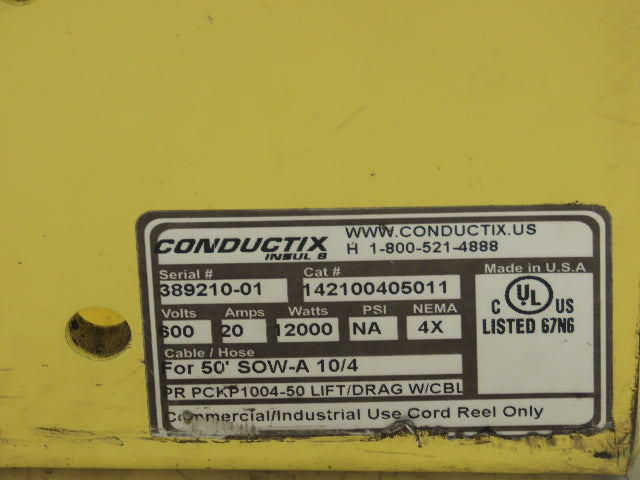 CONDUCTIX
INSUL 8
WWW.CONDUCTIX.US
H 1-800-521-4888
Serial # Cat # Made in U.S.A
389210-01 142100405011
Volts Amps Watts PSI NEMA
600 20 12000 NA 4X
C UL US
LISTED 67N6
Cable / Hose
For 50' SOW-A 10/4
PR PCKP1004-50 LIFT/DRAG W/CBL
Commercial/Industrial Use Cord Reel Only